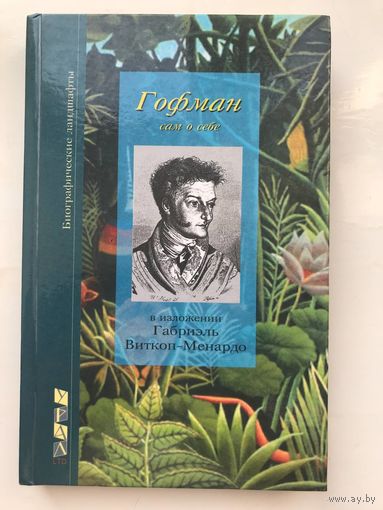 Биографические ландшафты
Гофман
сам о себе
в изложении
Габриэль
Виткоп-Менардо
УРАЛ
LTD
www.ay.by